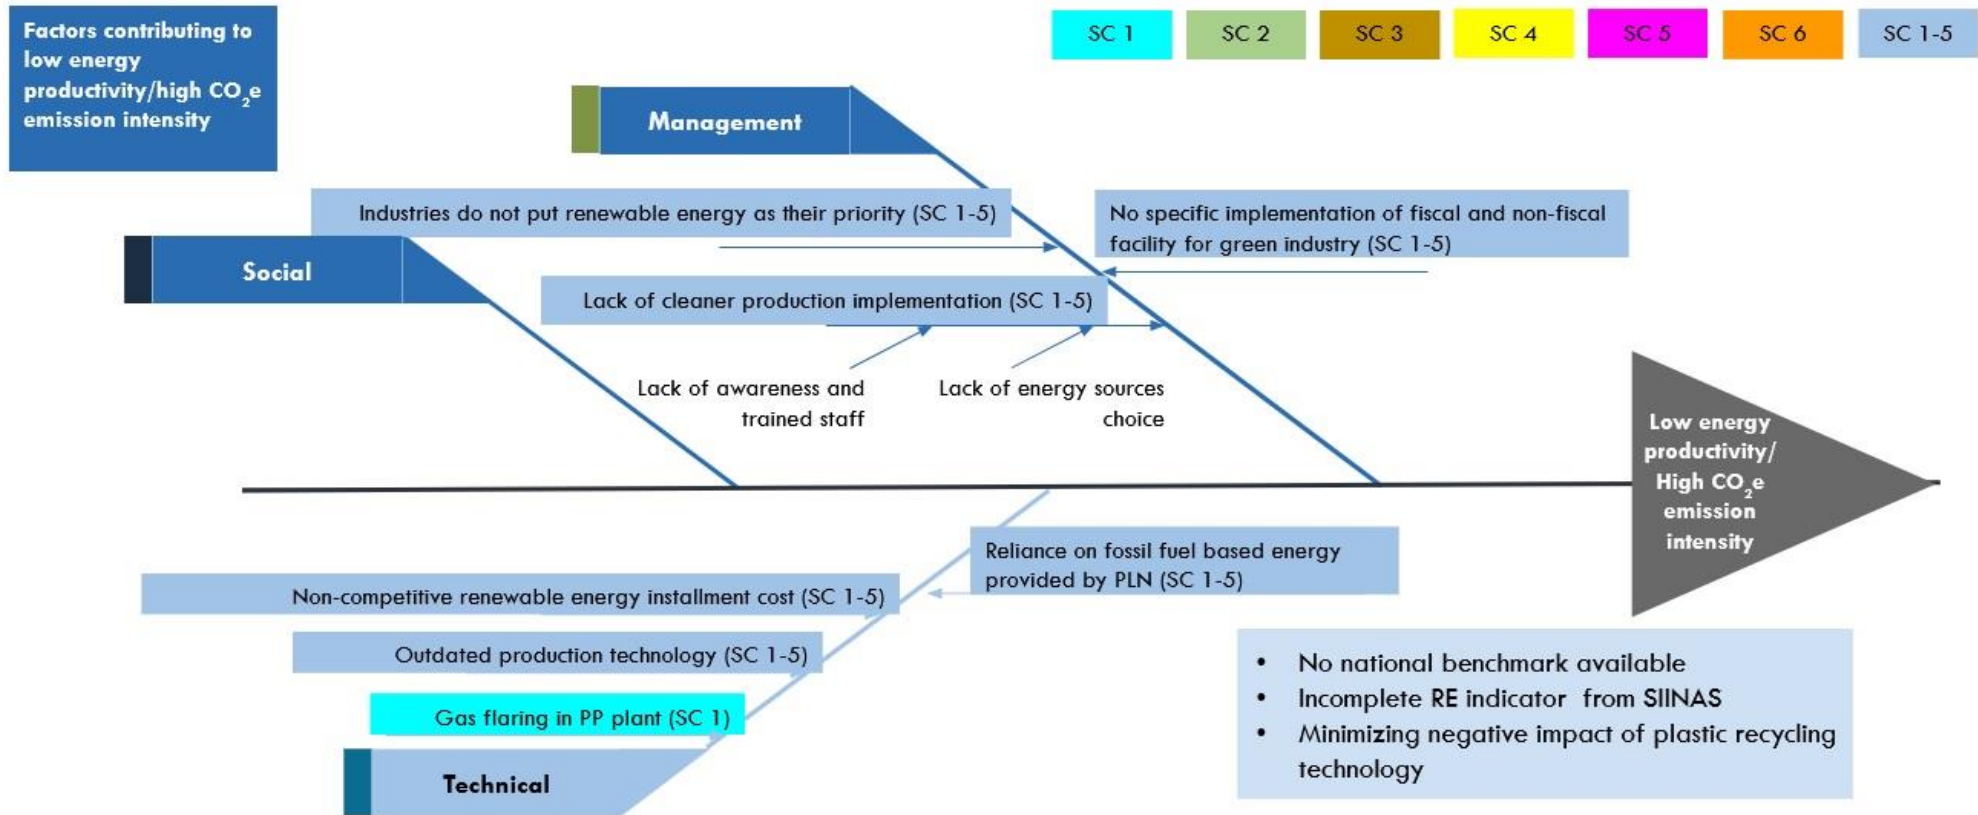 Factors contributing to
low energy
productivity/high CO₂e
emission intensity
SC 1
SC 2
SC 3
SC 4
SC 5
SC 6
SC 1-5
Management
Industries do not put renewable energy as their priority (SC 1-5)
No specific implementation of fiscal and non-fiscal
facility for green industry (SC 1-5)
Social
Lack of cleaner production implementation (SC 1-5)
Lack of awareness and
trained staff
Lack of energy sources
choice
Low energy
productivity/
High CO₂e
emission
intensity
Reliance on fossil fuel based energy
provided by PLN (SC 1-5)
Non-competitive renewable energy installment cost (SC 1-5)
Outdated production technology (SC 1-5)
Gas flaring in PP plant (SC 1)
Technical
• No national benchmark available
• Incomplete RE indicator from SIINAS
• Minimizing negative impact of plastic recycling
technology